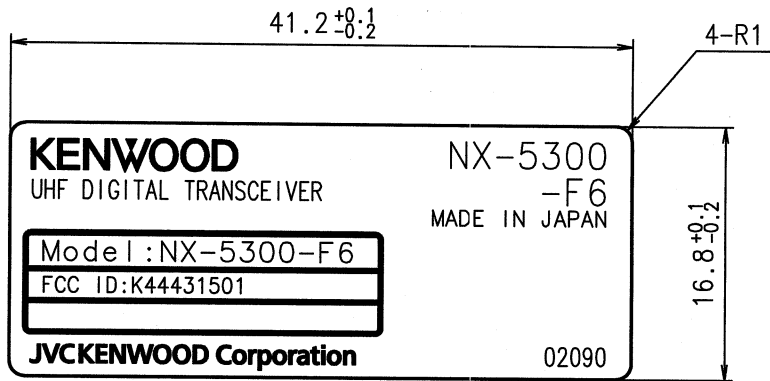 41.2 +0.1 -0.2
4-R1
KENWOOD
UHF DIGITAL TRANSCEIVER
NX-5300
-F6
MADE IN JAPAN
Model:NX-5300-F6
FCC ID:K44431501
JVCKENWOOD Corporation
02090
16.8 +0.1 -0.2